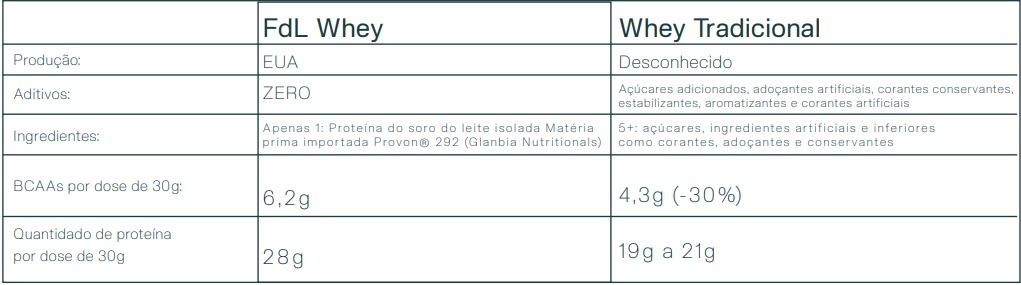 FdL Whey
Whey Tradicional
Produção:
EUA
Desconhecido
Aditivos:
ZERO
Açúcares adicionados, adoçantes artificiais, corantes conservantes,
estabilizantes, aromatizantes e corantes artificiais
Ingredientes:
Apenas 1: Proteína do soro do leite isolada Matéria
prima importada Provon® 292 (Glanbia Nutritionals)
5+: açúcares, ingredientes artificiais e inferiores
como corantes, adoçantes e conservantes
BCAAs por dose de 30g:
6,2g
4,3g (-30%)
Quantidado de proteína
por dose de 30g
28g
19g a 21g